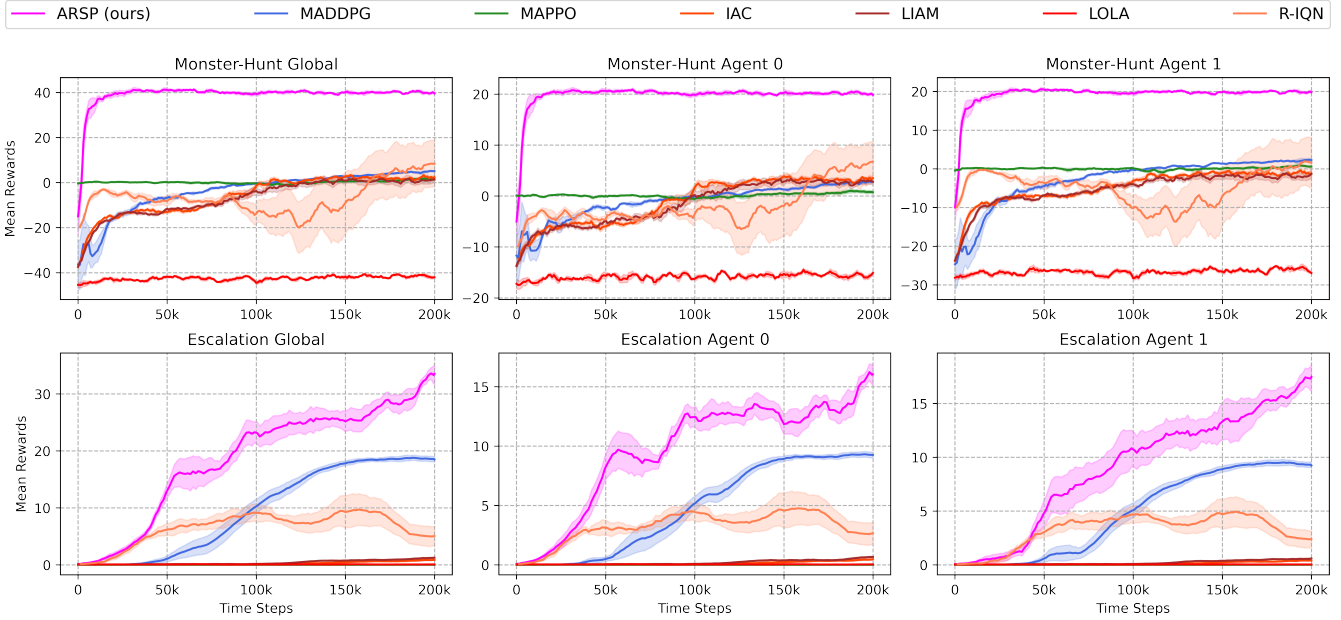 ARSP (ours) MADDPG MAPPO IAC LIAM LOLA R-IQN
Monster-Hunt Global Monster-Hunt Agent 0 Monster-Hunt Agent 1
Mean Rewards
40
20
0
−20
−40
0 50k 100k 150k 200k
20
10
0
−10
−20
0 50k 100k 150k 200k
20
10
0
−10
−20
−30
0 50k 100k 150k 200k
Escalation Global Escalation Agent 0 Escalation Agent 1
Mean Rewards
30
20
10
0
0 50k 100k 150k 200k
Time Steps
15
10
5
0
0 50k 100k 150k 200k
Time Steps
15
10
5
0
0 50k 100k 150k 200k
Time Steps